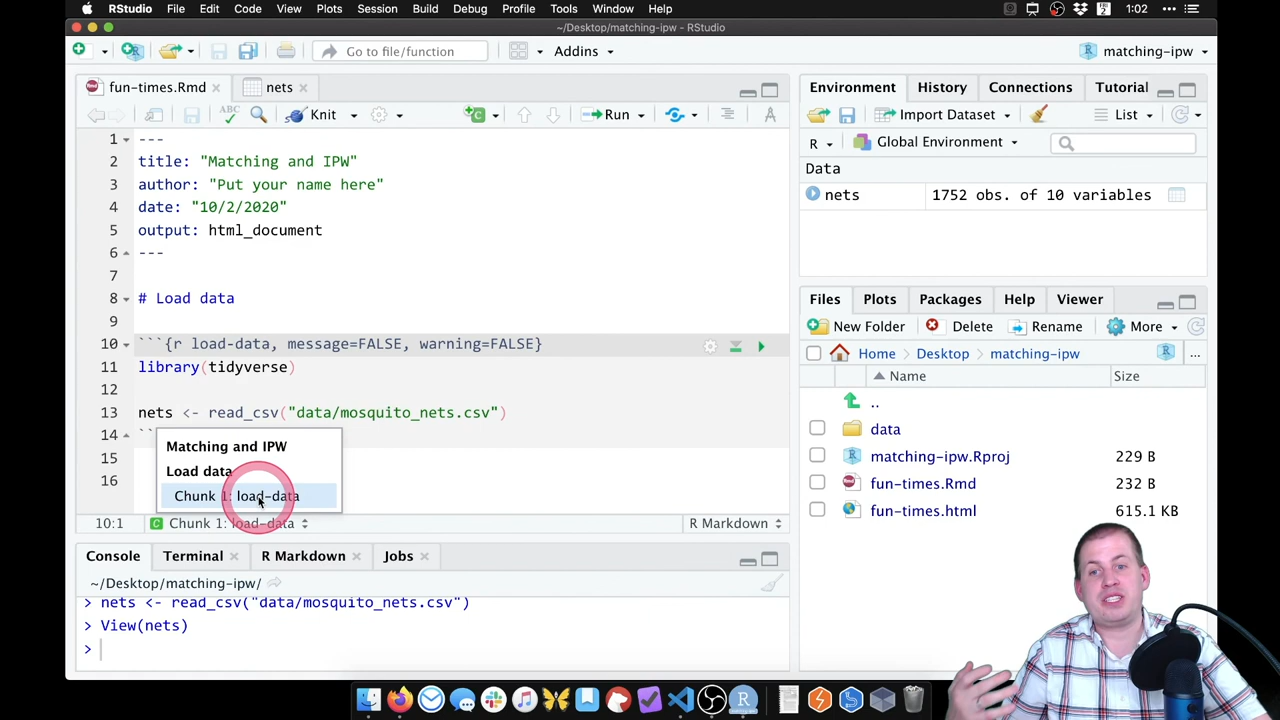 RStudio File Edit Code View Plots Session Build Debug Profile Tools Window Help 1:02
~/Desktop/matching-ipw - RStudio
Go to file/function Addins matching-ipw
fun-times.Rmd nets
ABC Knit Run
1 ---
2 title: "Matching and IPW"
3 author: "Put your name here"
4 date: "10/2/2020"
5 output: html_document
6 ---
7
8 # Load data
9
10 ```{r load-data, message=FALSE, warning=FALSE}
11 library(tidyverse)
12
13 nets <- read_csv("data/mosquito_nets.csv")
14 ``
15
16
Matching and IPW
Load data
Chunk 1: load-data
10:1 Chunk 1: load-data R Markdown
Console Terminal R Markdown Jobs
~/Desktop/matching-ipw/
> nets <- read_csv("data/mosquito_nets.csv")
> View(nets)
>
Environment History Connections Tutorial
Import Dataset List
R Global Environment
Data
nets 1752 obs. of 10 variables
Files Plots Packages Help Viewer
New Folder Delete Rename More
Home Desktop matching-ipw ...
Name Size
..
data
matching-ipw.Rproj 229 B
fun-times.Rmd 232 B
fun-times.html 615.1 KB